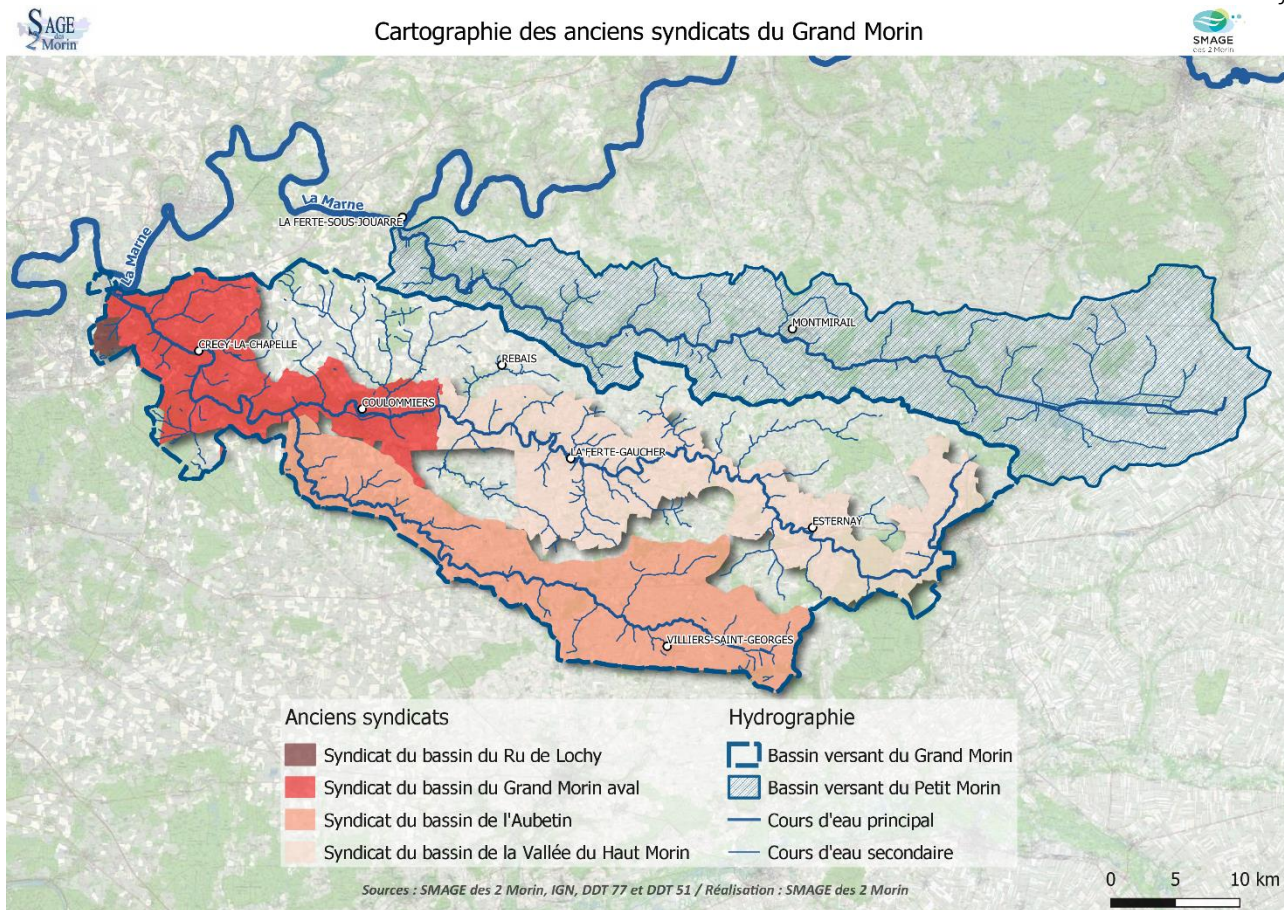 SAGE
des
2 Morin
Cartographie des anciens syndicats du Grand Morin
SMAGE
des 2 Morin
La Marne
LA FERTE-SOUS-JOUARRE
La Marne
MONTMIRAIL
CRECY-LA-CHAPELLE
REBAIS
COULOMMIERS
LA FERTE-GAUCHER
ESTERNAY
VILLIERS-SAINT-GEORGES
Anciens syndicats
Syndicat du bassin du Ru de Lochy
Syndicat du bassin du Grand Morin aval
Syndicat du bassin de l'Aubetin
Syndicat du bassin de la Vallée du Haut Morin
Hydrographie
Bassin versant du Grand Morin
Bassin versant du Petit Morin
Cours d'eau principal
Cours d'eau secondaire
Sources : SMAGE des 2 Morin, IGN, DDT 77 et DDT 51 / Réalisation : SMAGE des 2 Morin
0 5 10 km